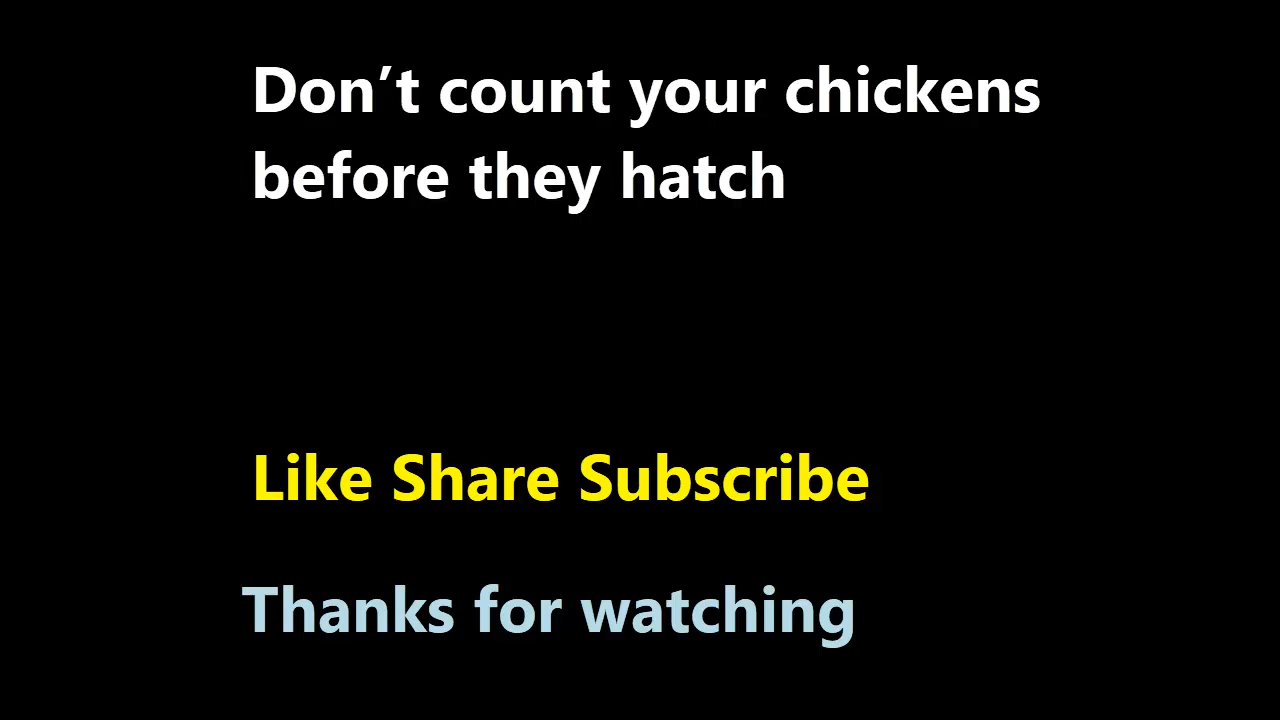 Don’t count your chickens
before they hatch
Like Share Subscribe
Thanks for watching